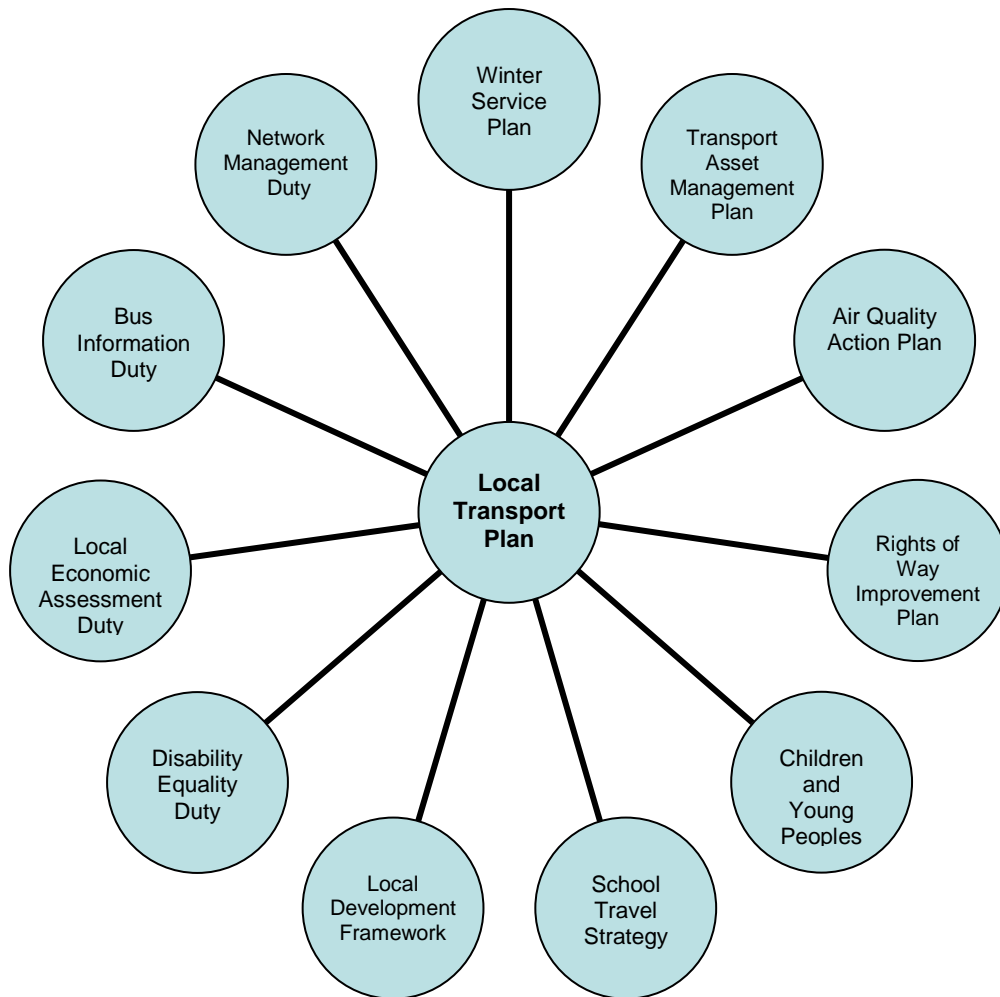 Winter
Service
Plan
Transport
Asset
Management
Plan
Air Quality
Action Plan
Rights of
Way
Improvement
Plan
Children
and
Young
Peoples
School
Travel
Strategy
Local
Development
Framework
Disability
Equality
Duty
Local
Economic
Assessment
Duty
Bus
Information
Duty
Network
Management
Duty
Local
Transport
Plan